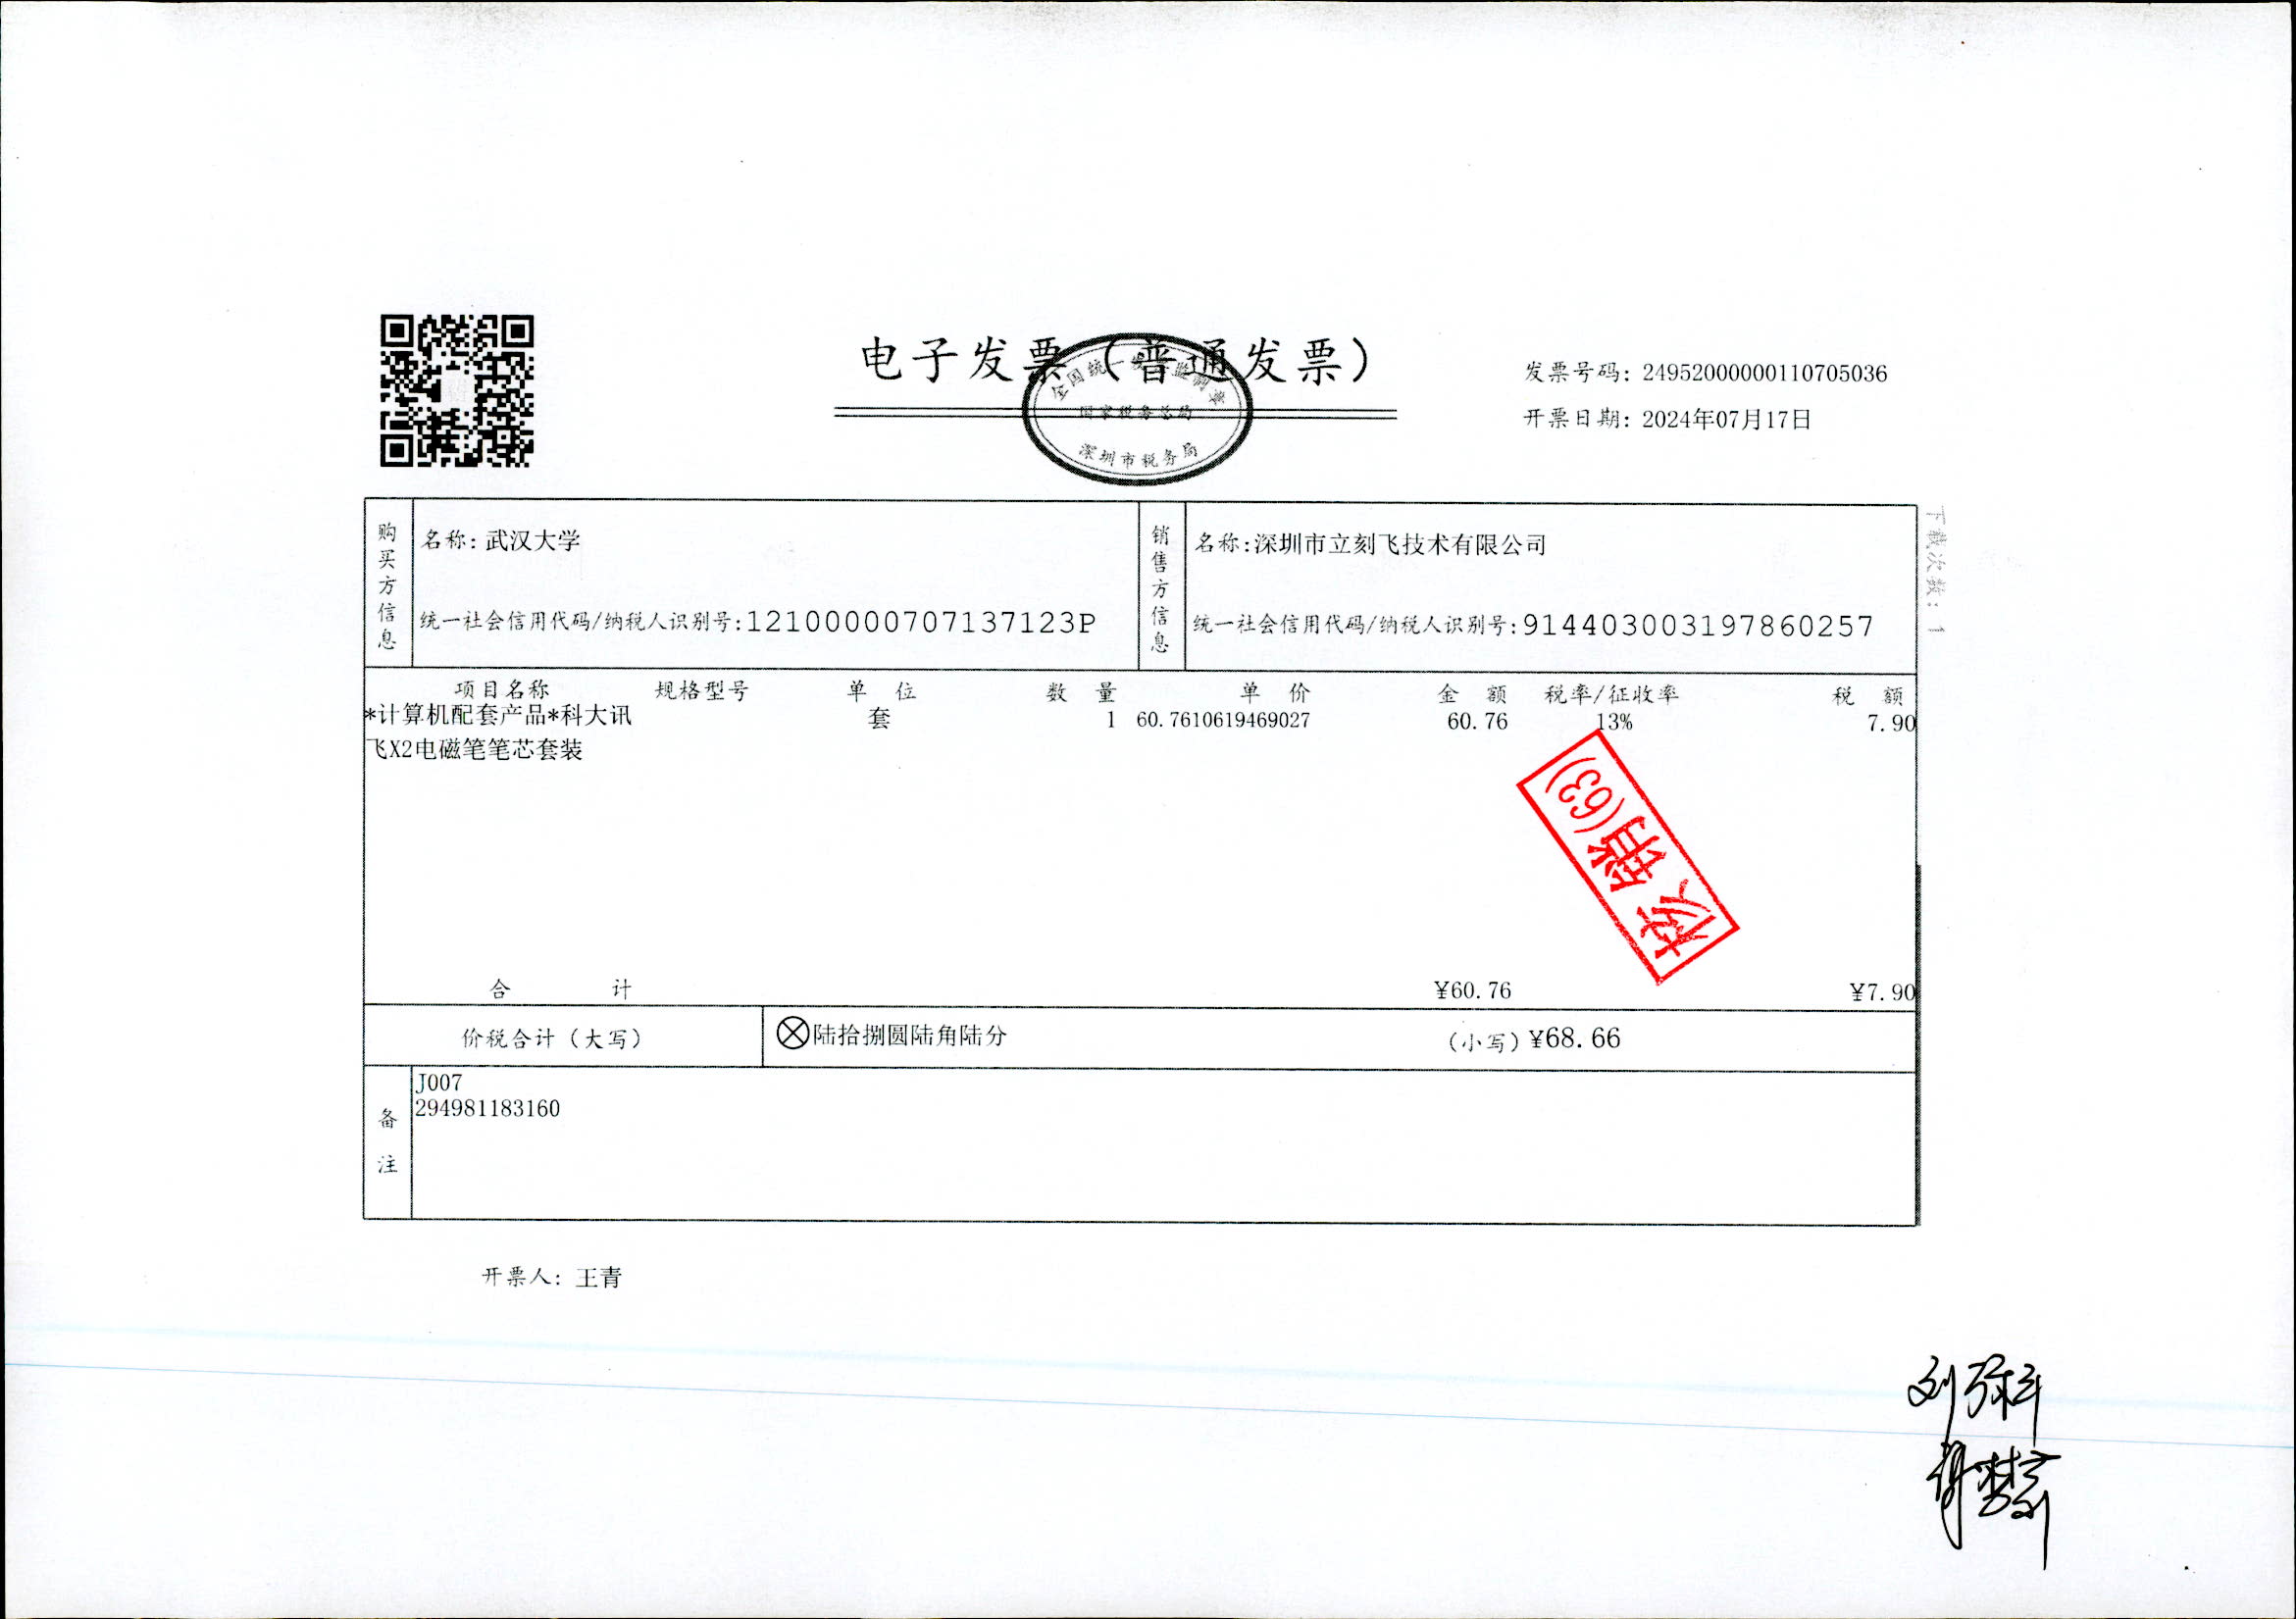 电子发票（普通发票）
全国统一发票监制章
国家税务总局
深圳市税务局
发票号码：24952000000110705036
开票日期：2024年07月17日
购买方信息
名称：武汉大学
统一社会信用代码/纳税人识别号：12100000707137123P
销售方信息
名称：深圳市立刻飞技术有限公司
统一社会信用代码/纳税人识别号：914403003197860257
下载次数：1
项目名称 规格型号 单位 数量 单价 金额 税率/征收率 税额
*计算机配套产品*科大讯 套 1 60.7610619469027 60.76 13% 7.90
飞X2电磁笔笔芯套装
核销(63)
合计 ¥60.76 ¥7.90
价税合计（大写） ⊗陆拾捌圆陆角陆分 （小写）¥68.66
备注
J007
294981183160
开票人：王青